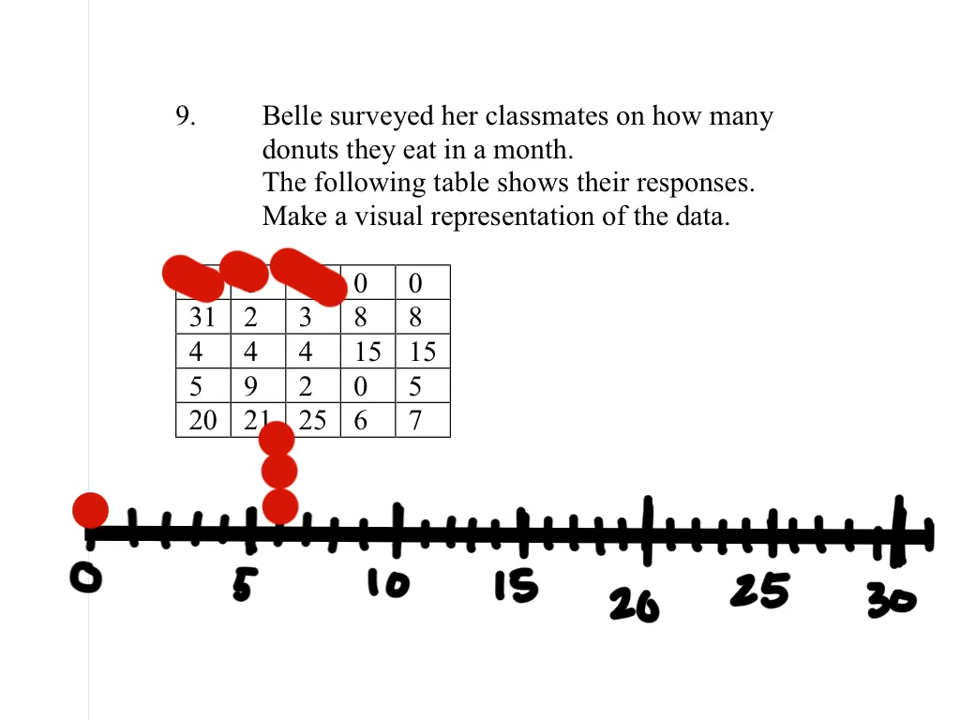 9. Belle surveyed her classmates on how many
donuts they eat in a month.
The following table shows their responses.
Make a visual representation of the data.
0 0
31 2 3 8 8
4 4 4 15 15
5 9 2 0 5
20 21 25 6 7
0 5 10 15 20 25 30